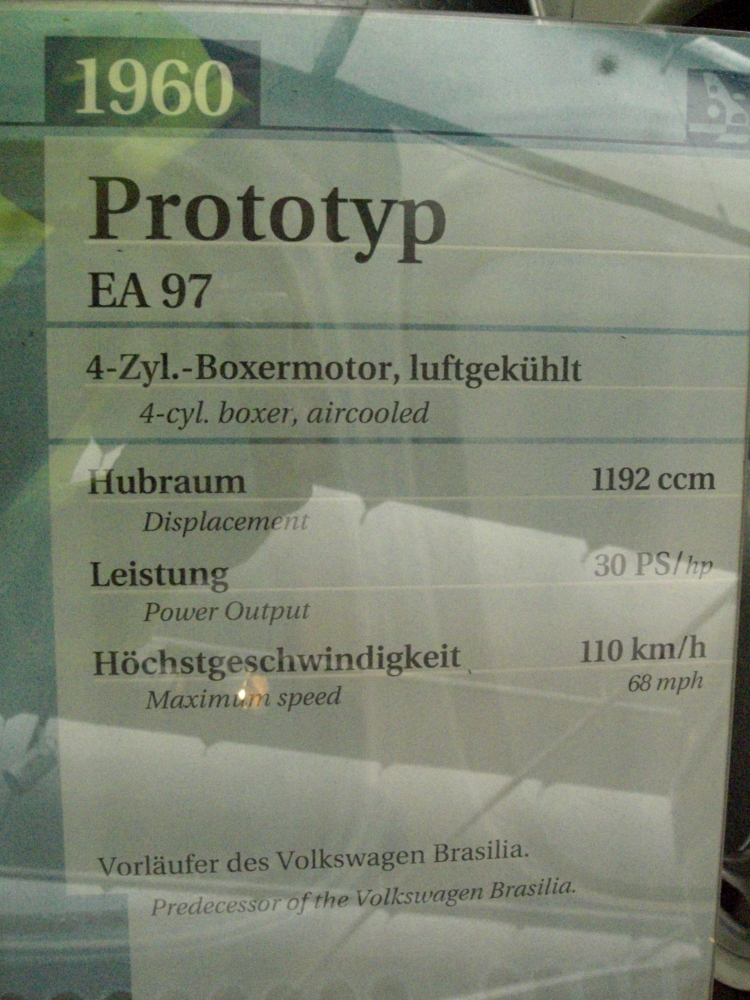 1960
Prototyp
EA 97
4-Zyl.-Boxermotor, luftgekühlt
4-cyl. boxer, aircooled
Hubraum 1192 ccm
Displacement
Leistung 30 PS/hp
Power Output
Höchstgeschwindigkeit 110 km/h
Maximum speed 68 mph
Vorläufer des Volkswagen Brasilia.
Predecessor of the Volkswagen Brasilia.